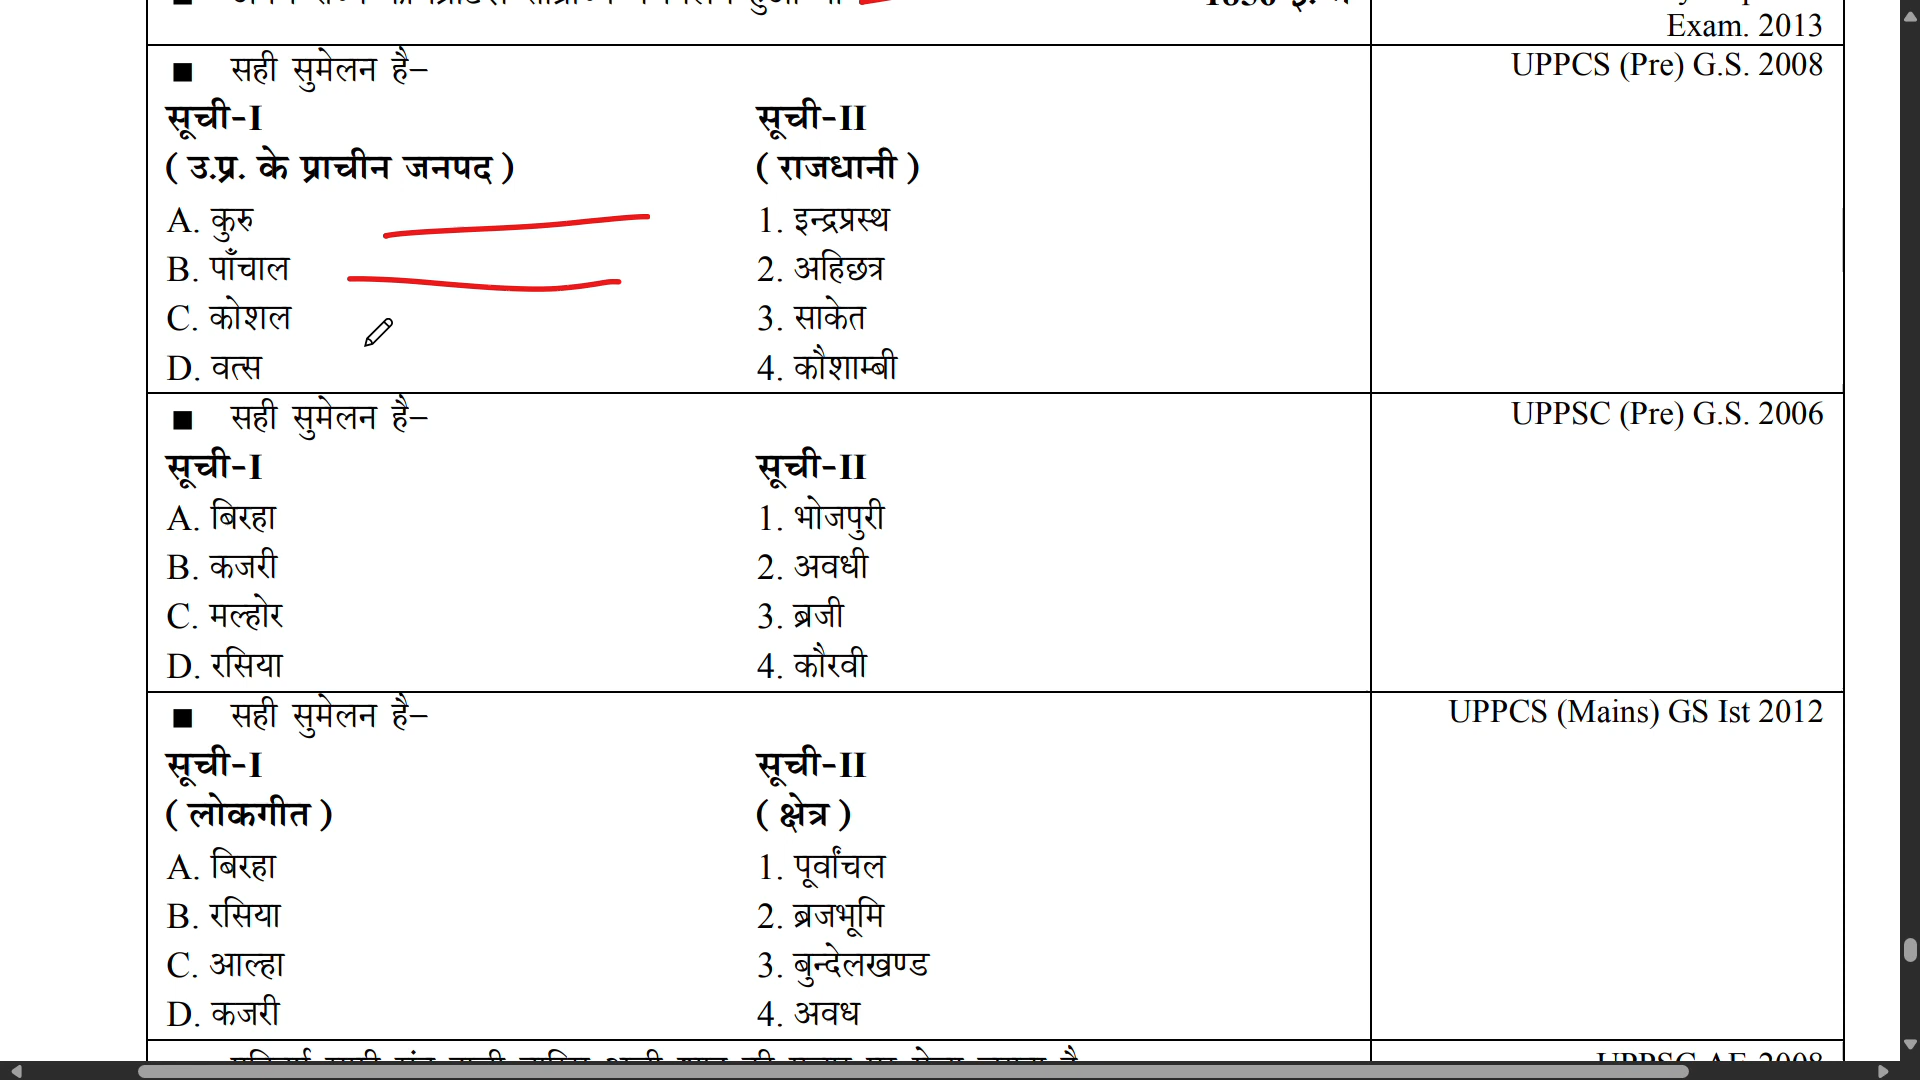 Exam. 2013
■ सही सुमेलन है– UPPCS (Pre) G.S. 2008
सूची-I सूची-II
( उ.प्र. के प्राचीन जनपद ) ( राजधानी )
A. कुरु 1. इन्द्रप्रस्थ
B. पाँचाल 2. अहिछत्र
C. कोशल 3. साकेत
D. वत्स 4. कौशाम्बी
■ सही सुमेलन है– UPPSC (Pre) G.S. 2006
सूची-I सूची-II
A. बिरहा 1. भोजपुरी
B. कजरी 2. अवधी
C. मल्होर 3. ब्रजी
D. रसिया 4. कौरवी
■ सही सुमेलन है– UPPCS (Mains) GS Ist 2012
सूची-I सूची-II
( लोकगीत ) ( क्षेत्र )
A. बिरहा 1. पूर्वांचल
B. रसिया 2. ब्रजभूमि
C. आल्हा 3. बुन्देलखण्ड
D. कजरी 4. अवध
UPPSC AE 2008